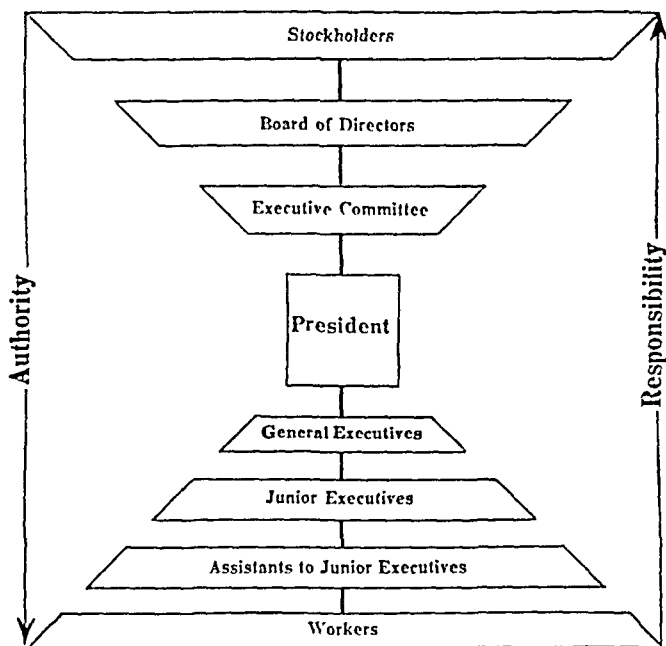 Stockholders
Board of Directors
Executive Committee
Authority
President
Responsibility
General Executives
Junior Executives
Assistants to Junior Executives
Workers